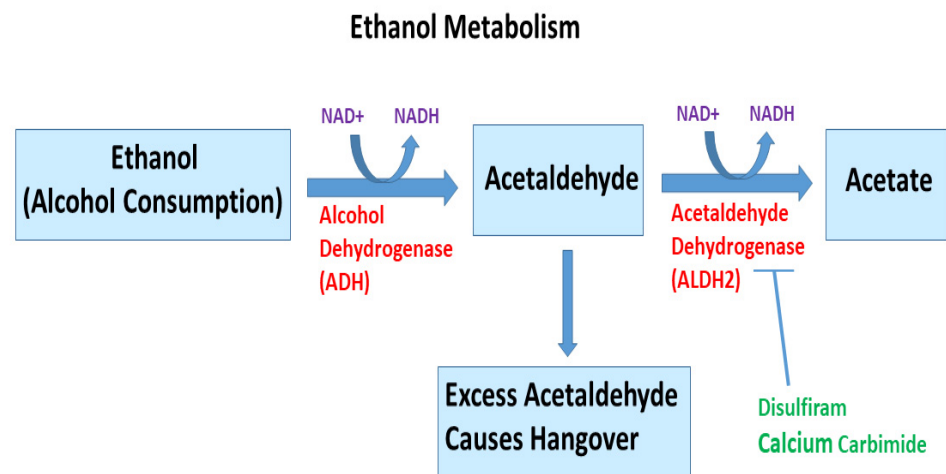 Ethanol Metabolism
NAD+
NADH
NAD+
NADH
Ethanol
(Alcohol Consumption)
Acetaldehyde
Acetate
Alcohol
Dehydrogenase
(ADH)
Acetaldehyde
Dehydrogenase
(ALDH2)
Excess Acetaldehyde
Causes Hangover
Disulfiram
Calcium Carbimide